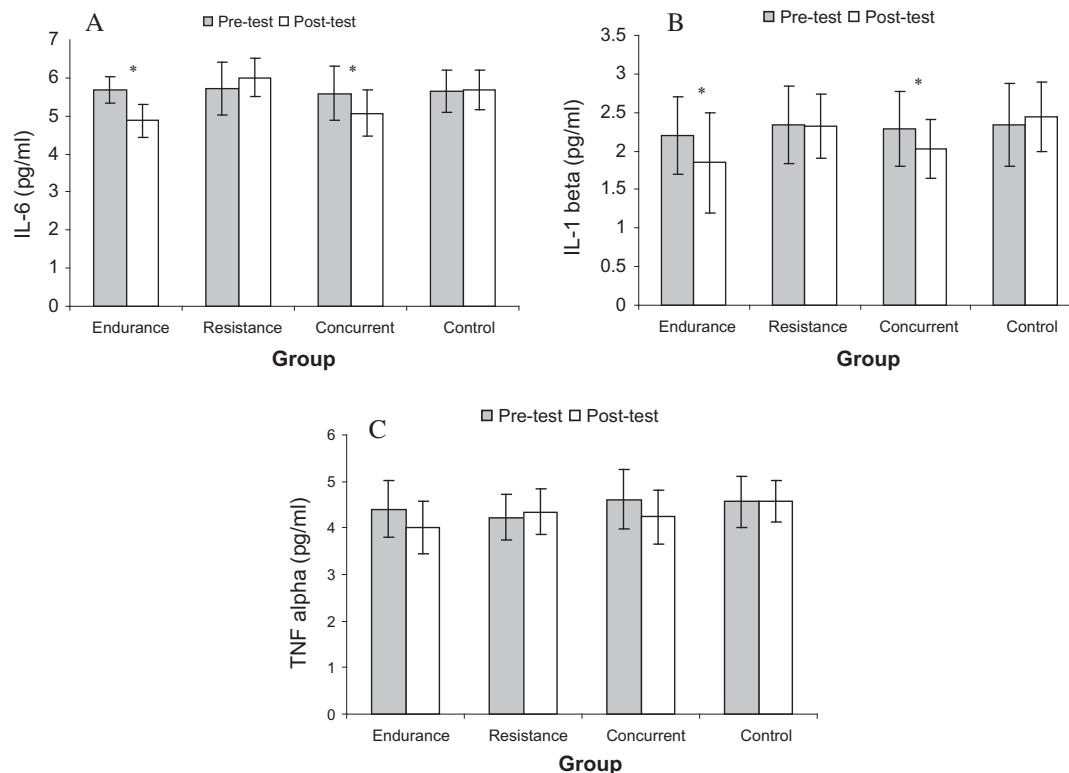 A
Pre-test Post-test
7
6
5
4
3
2
1
0
IL-6 (pg/ml)
*
*
Endurance Resistance Concurrent Control
Group
B
Pre-test Post-test
3.5
3
2.5
2
1.5
1
0.5
0
IL-1 beta (pg/ml)
*
*
Endurance Resistance Concurrent Control
Group
C
Pre-test Post-test
6
5
4
3
2
1
0
TNF alpha (pg/ml)
Endurance Resistance Concurrent Control
Group